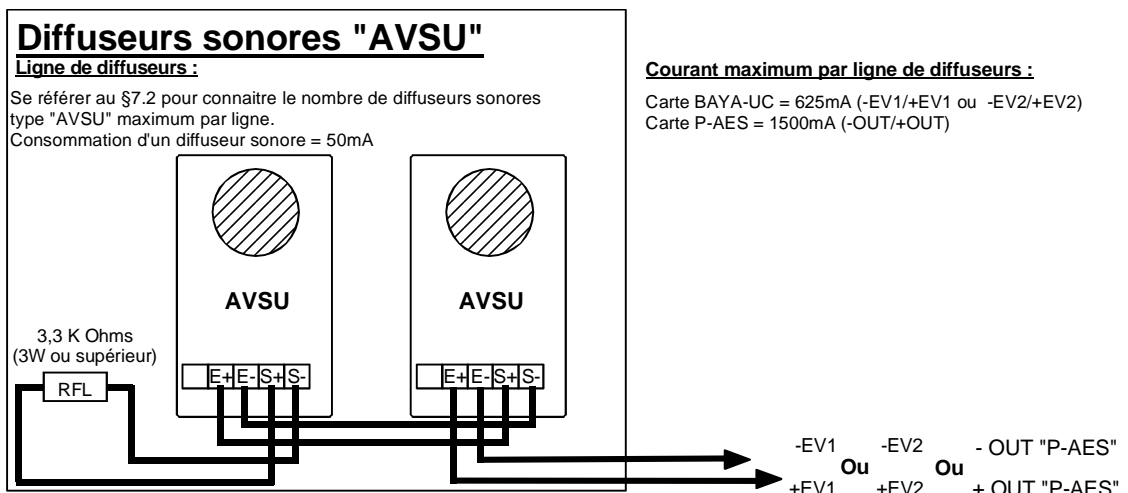 Diffuseurs sonores "AVSU"
Ligne de diffuseurs :
Se référer au §7.2 pour connaitre le nombre de diffuseurs sonores
type "AVSU" maximum par ligne.
Consommation d'un diffuseur sonore = 50mA
Courant maximum par ligne de diffuseurs :
Carte BAYA-UC = 625mA (-EV1/+EV1 ou -EV2/+EV2)
Carte P-AES = 1500mA (-OUT/+OUT)
AVSU
AVSU
3,3 K Ohms
(3W ou supérieur)
RFL
E+ E- S+ S-
E+ E- S+ S-
-EV1 -EV2 - OUT "P-AES"
Ou Ou
+EV1 +EV2 + OUT "P-AES"